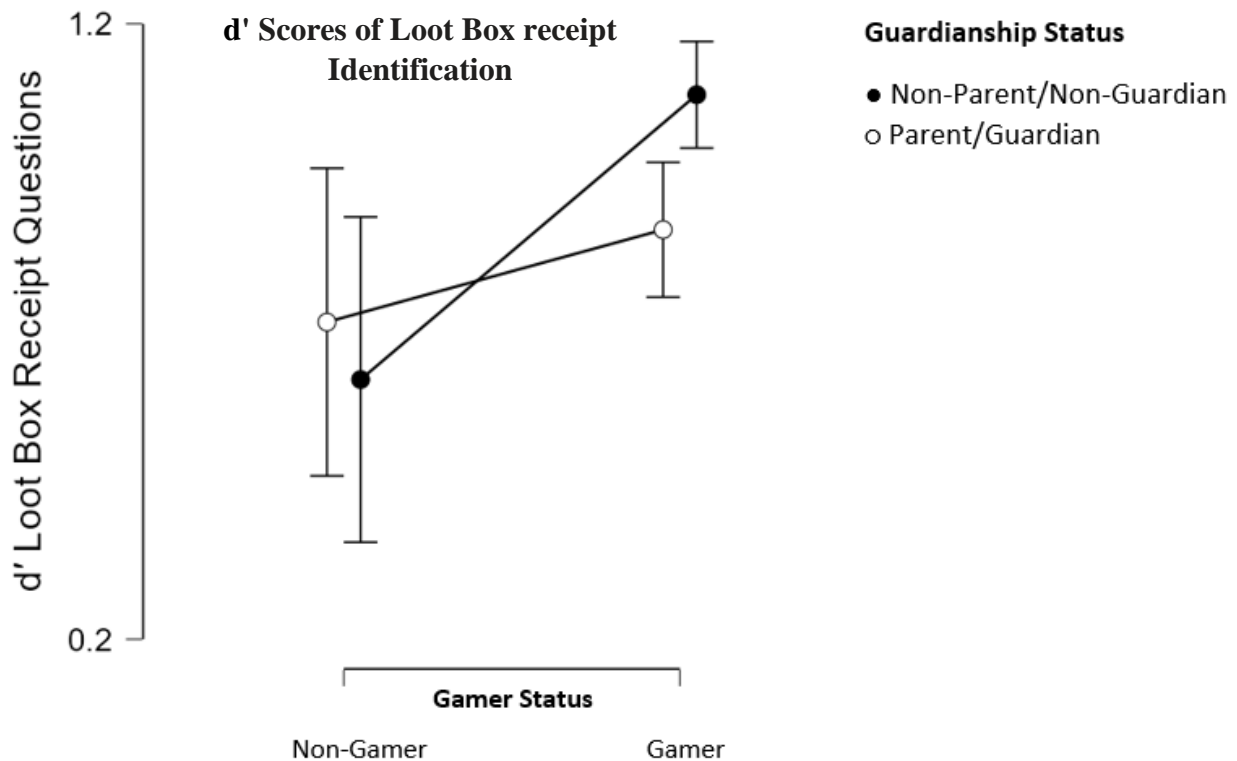 d' Scores of Loot Box receipt
Identification
1.2
0.2
d' Loot Box Receipt Questions
Guardianship Status
Non-Parent/Non-Guardian
Parent/Guardian
Gamer Status
Non-Gamer
Gamer